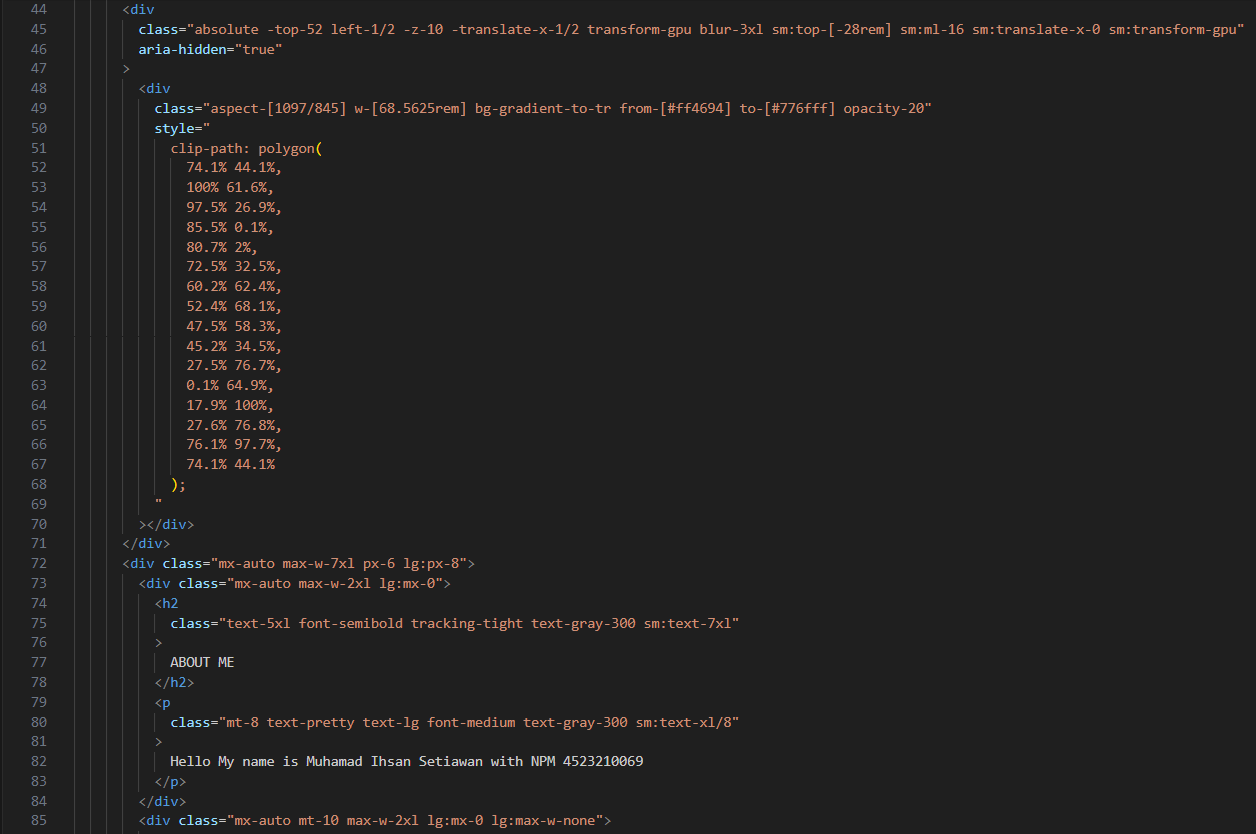 44 <div
45 class="absolute -top-52 left-1/2 -z-10 -translate-x-1/2 transform-gpu blur-3xl sm:top-[-28rem] sm:ml-16 sm:translate-x-0 sm:transform-gpu"
46 aria-hidden="true"
47 >
48 <div
49 class="aspect-[1097/845] w-[68.5625rem] bg-gradient-to-tr from-[#ff4694] to-[#776fff] opacity-20"
50 style="
51 clip-path: polygon(
52 74.1% 44.1%,
53 100% 61.6%,
54 97.5% 26.9%,
55 85.5% 0.1%,
56 80.7% 2%,
57 72.5% 32.5%,
58 60.2% 62.4%,
59 52.4% 68.1%,
60 47.5% 58.3%,
61 45.2% 34.5%,
62 27.5% 76.7%,
63 0.1% 64.9%,
64 17.9% 100%,
65 27.6% 76.8%,
66 76.1% 97.7%,
67 74.1% 44.1%
68 );
69 "
70 ></div>
71 </div>
72 <div class="mx-auto max-w-7xl px-6 lg:px-8">
73 <div class="mx-auto max-w-2xl lg:mx-0">
74 <h2
75 class="text-5xl font-semibold tracking-tight text-gray-300 sm:text-7xl"
76 >
77 ABOUT ME
78 </h2>
79 <p
80 class="mt-8 text-pretty text-lg font-medium text-gray-300 sm:text-xl/8"
81 >
82 Hello My name is Muhamad Ihsan Setiawan with NPM 4523210069
83 </p>
84 </div>
85 <div class="mx-auto mt-10 max-w-2xl lg:mx-0 lg:max-w-none">